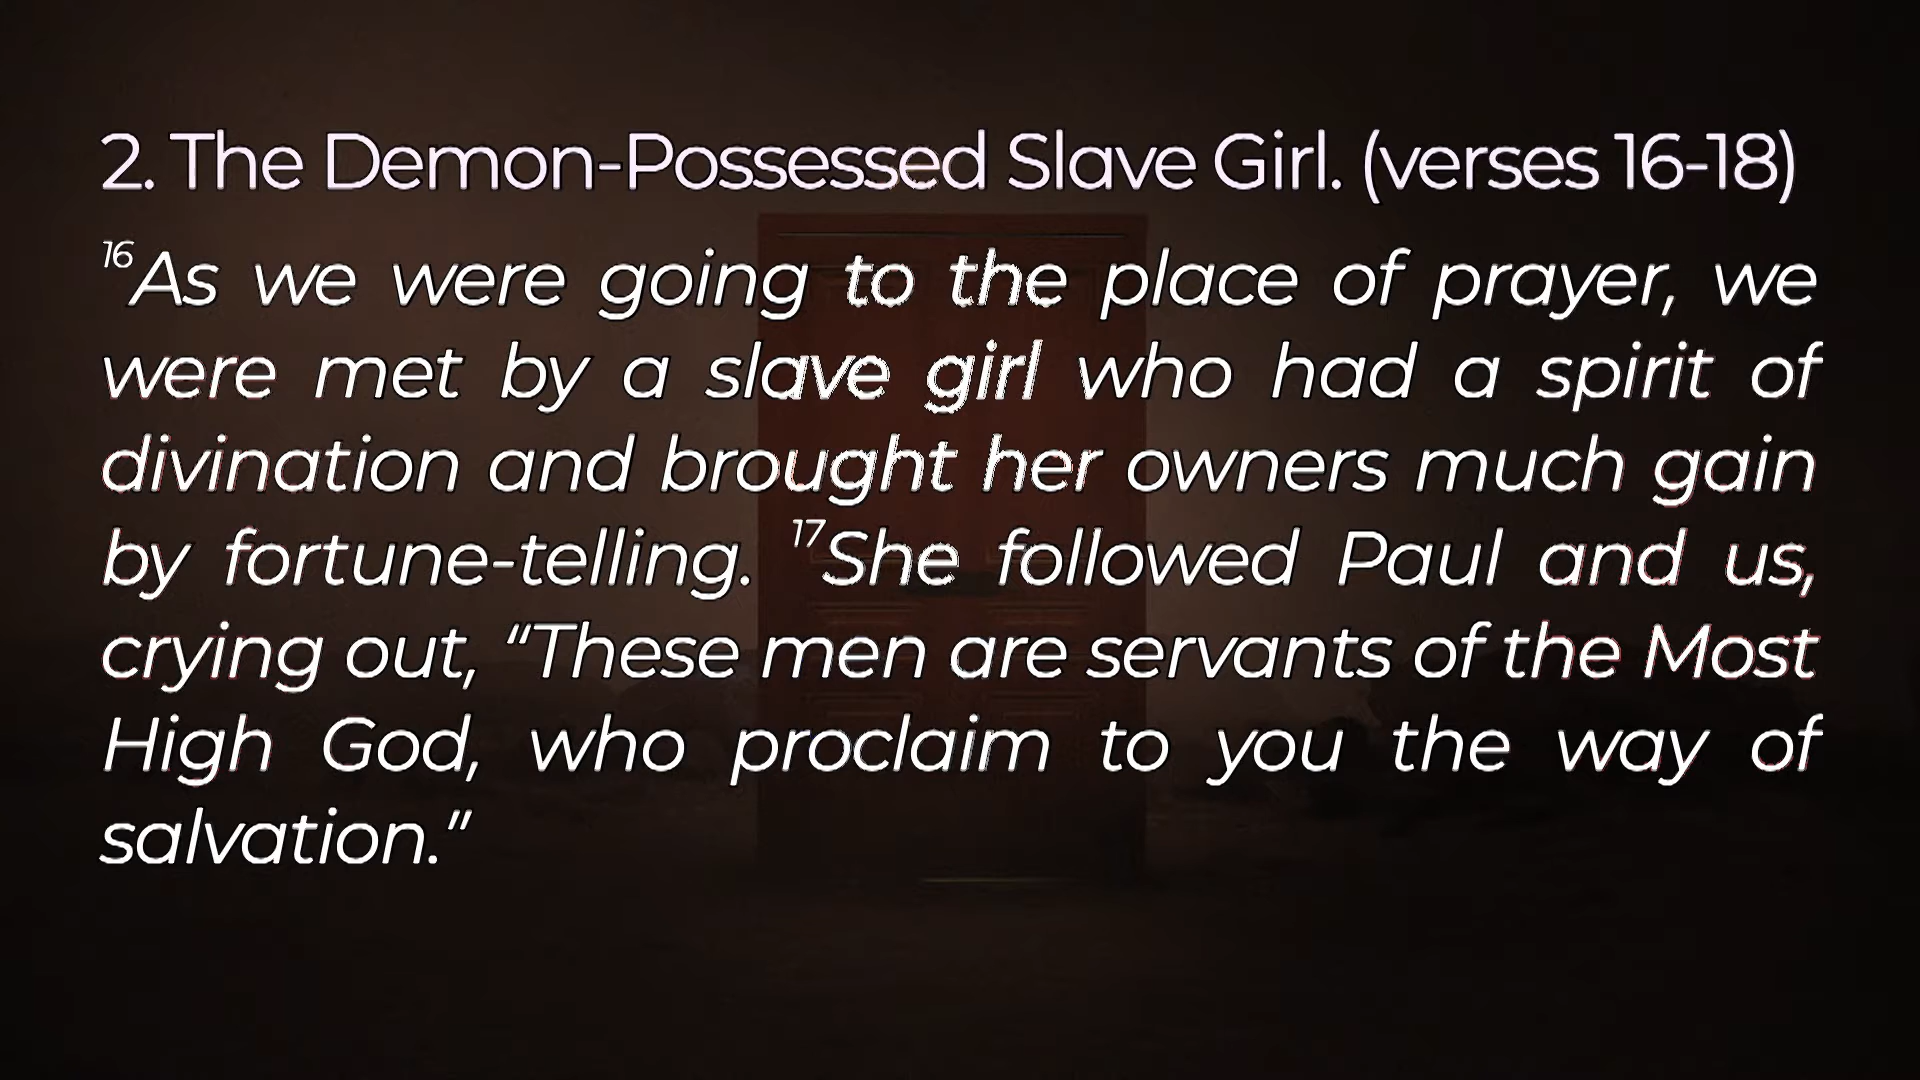 2. The Demon-Possessed Slave Girl. (verses 16-18)
16As we were going to the place of prayer, we
were met by a slave girl who had a spirit of
divination and brought her owners much gain
by fortune-telling. 17She followed Paul and us,
crying out, “These men are servants of the Most
High God, who proclaim to you the way of
salvation.”